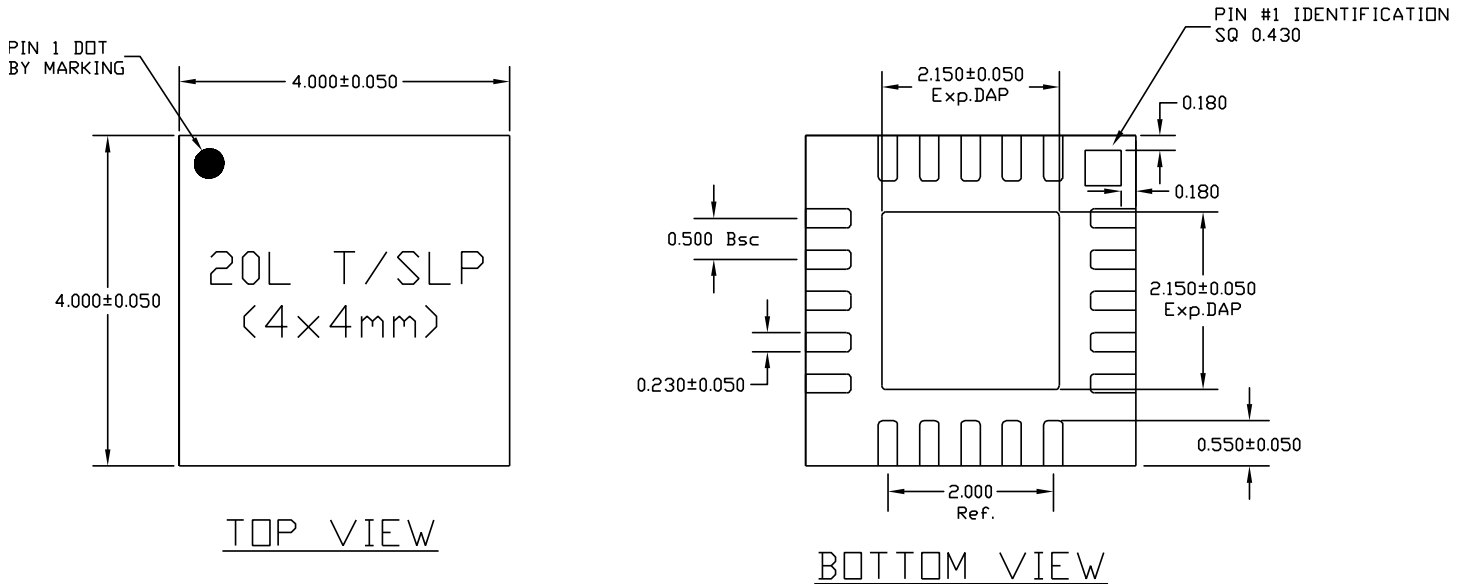 PIN 1 DOT
BY MARKING
4.000±0.050
4.000±0.050
20L T/SLP
(4x4mm)
TOP VIEW
PIN #1 IDENTIFICATION
SQ 0.430
2.150±0.050
Exp.DAP
0.180
0.180
0.500 Bsc
2.150±0.050
Exp.DAP
0.230±0.050
0.550±0.050
2.000
Ref.
BOTTOM VIEW